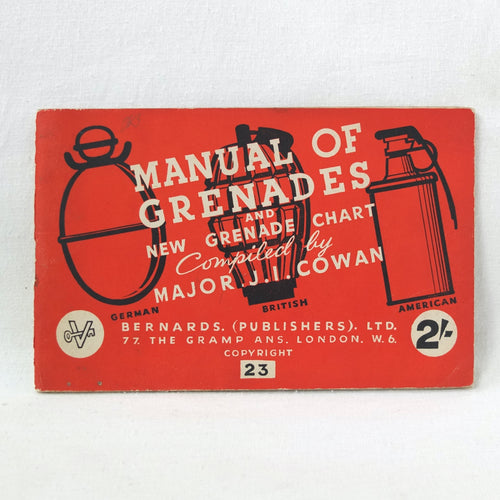 MANUAL OF
GRENADES
AND
NEW GRENADE CHART
Compiled by
MAJOR J. I. COWAN
GERMAN
BRITISH
AMERICAN
BERNARDS. (PUBLISHERS). LTD.
77. THE GRAMP ANS. LONDON. W.6.
COPYRIGHT
23
2/-